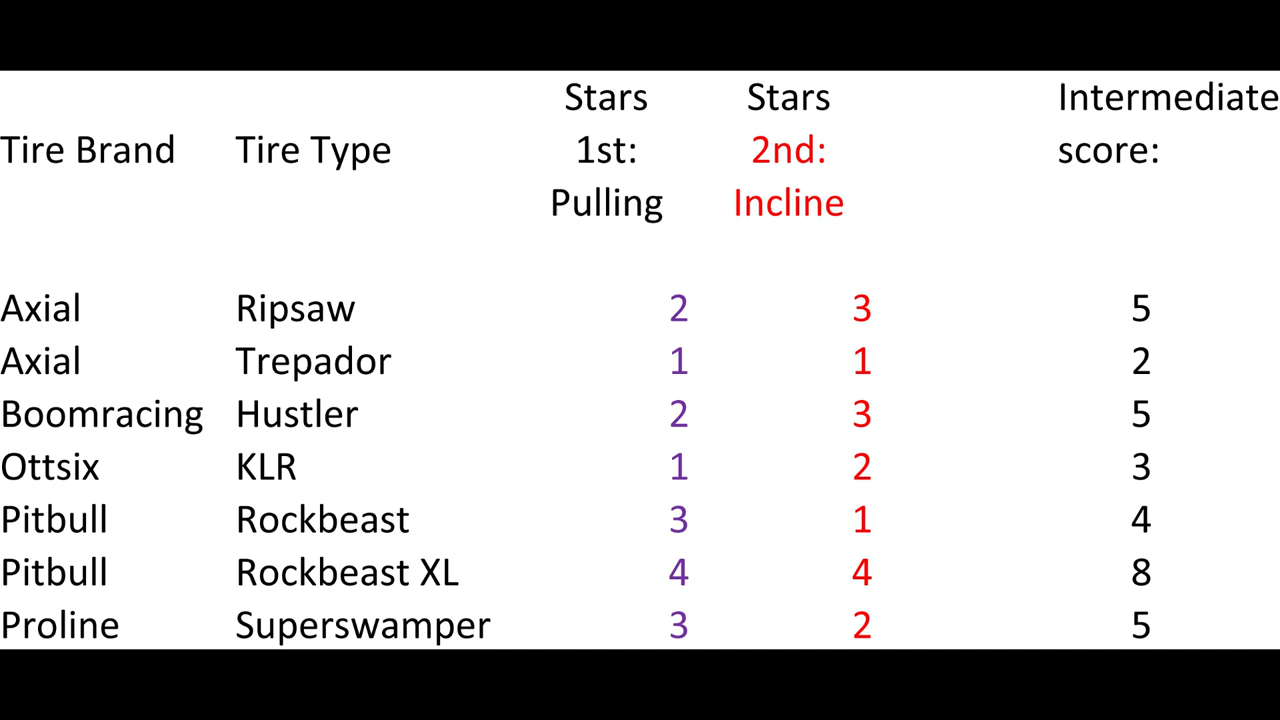 Stars Stars Intermediate
Tire Brand Tire Type 1st: 2nd: score:
Pulling Incline
Axial Ripsaw 2 3 5
Axial Trepador 1 1 2
Boomracing Hustler 2 3 5
Ottsix KLR 1 2 3
Pitbull Rockbeast 3 1 4
Pitbull Rockbeast XL 4 4 8
Proline Superswamper 3 2 5